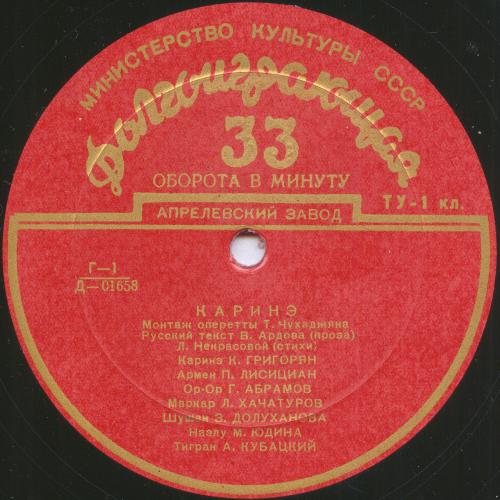 МИНИСТЕРСТВО КУЛЬТУРЫ СССР
Долгоиграющая
33
ОБОРОТА В МИНУТУ
ТУ-1 кл.
АПРЕЛЕВСКИЙ ЗАВОД
Г—1
Д—01658
КАРИНЭ
Монтаж оперетты Т. Чухаджяна
Русский текст В. Ардова (проза)
Л. Некрасовой (стихи)
Каринэ К. ГРИГОРЯН
Армен П. ЛИСИЦИАН
Ор-Ор Г. АБРАМОВ
Маркар Л. ХАЧАТУРОВ
Шушан З. ДОЛУХАНОВА
Назлу М. ЮДИНА
Тигран А. КУБАЦКИЙ